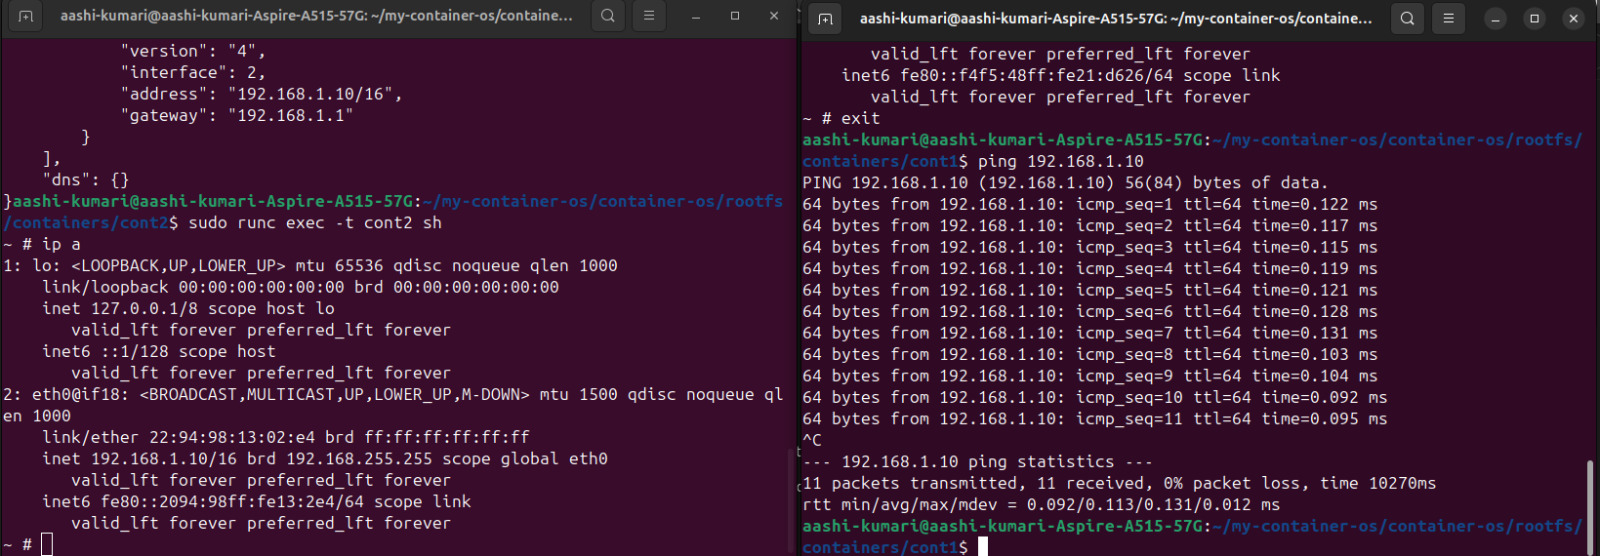 aashi-kumari@aashi-kumari-Aspire-A515-57G: ~/my-container-os/containe...
            "version": "4",
            "interface": 2,
            "address": "192.168.1.10/16",
            "gateway": "192.168.1.1"
        }
    ],
    "dns": {}
}aashi-kumari@aashi-kumari-Aspire-A515-57G:~/my-container-os/container-os/rootfs
/containers/cont2$ sudo runc exec -t cont2 sh
~ # ip a
1: lo: <LOOPBACK,UP,LOWER_UP> mtu 65536 qdisc noqueue qlen 1000
    link/loopback 00:00:00:00:00:00 brd 00:00:00:00:00:00
    inet 127.0.0.1/8 scope host lo
       valid_lft forever preferred_lft forever
    inet6 ::1/128 scope host
       valid_lft forever preferred_lft forever
2: eth0@if18: <BROADCAST,MULTICAST,UP,LOWER_UP,M-DOWN> mtu 1500 qdisc noqueue ql
en 1000
    link/ether 22:94:98:13:02:e4 brd ff:ff:ff:ff:ff:ff
    inet 192.168.1.10/16 brd 192.168.255.255 scope global eth0
       valid_lft forever preferred_lft forever
    inet6 fe80::2094:98ff:fe13:2e4/64 scope link
       valid_lft forever preferred_lft forever
~ #
aashi-kumari@aashi-kumari-Aspire-A515-57G: ~/my-container-os/containe...
       valid_lft forever preferred_lft forever
    inet6 fe80::f4f5:48ff:fe21:d626/64 scope link
       valid_lft forever preferred_lft forever
~ # exit
aashi-kumari@aashi-kumari-Aspire-A515-57G:~/my-container-os/container-os/rootfs/
containers/cont1$ ping 192.168.1.10
PING 192.168.1.10 (192.168.1.10) 56(84) bytes of data.
64 bytes from 192.168.1.10: icmp_seq=1 ttl=64 time=0.122 ms
64 bytes from 192.168.1.10: icmp_seq=2 ttl=64 time=0.117 ms
64 bytes from 192.168.1.10: icmp_seq=3 ttl=64 time=0.115 ms
64 bytes from 192.168.1.10: icmp_seq=4 ttl=64 time=0.119 ms
64 bytes from 192.168.1.10: icmp_seq=5 ttl=64 time=0.121 ms
64 bytes from 192.168.1.10: icmp_seq=6 ttl=64 time=0.128 ms
64 bytes from 192.168.1.10: icmp_seq=7 ttl=64 time=0.131 ms
64 bytes from 192.168.1.10: icmp_seq=8 ttl=64 time=0.103 ms
64 bytes from 192.168.1.10: icmp_seq=9 ttl=64 time=0.104 ms
64 bytes from 192.168.1.10: icmp_seq=10 ttl=64 time=0.092 ms
64 bytes from 192.168.1.10: icmp_seq=11 ttl=64 time=0.095 ms
^C
--- 192.168.1.10 ping statistics ---
11 packets transmitted, 11 received, 0% packet loss, time 10270ms
rtt min/avg/max/mdev = 0.092/0.113/0.131/0.012 ms
aashi-kumari@aashi-kumari-Aspire-A515-57G:~/my-container-os/container-os/rootfs/
containers/cont1$